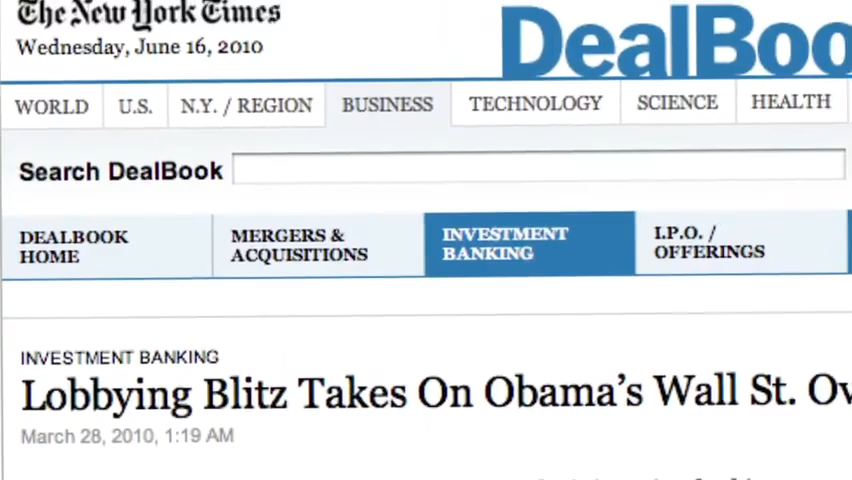 The New York Times
Wednesday, June 16, 2010
DealBoo
WORLD U.S. N.Y. / REGION BUSINESS TECHNOLOGY SCIENCE HEALTH
Search DealBook
DEALBOOK HOME
MERGERS & ACQUISITIONS
INVESTMENT BANKING
I.P.O. / OFFERINGS
INVESTMENT BANKING
Lobbying Blitz Takes On Obama’s Wall St. Ov
March 28, 2010, 1:19 AM